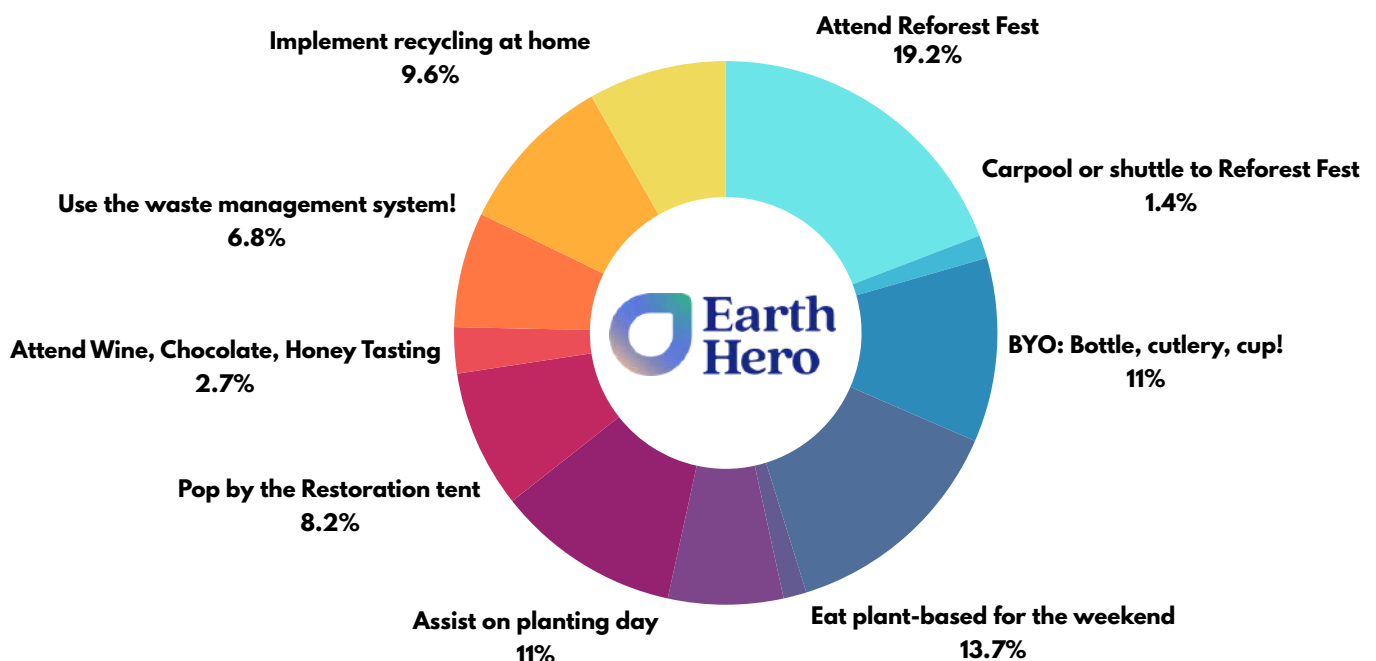 Attend Reforest Fest
19.2%
Implement recycling at home
9.6%
Carpool or shuttle to Reforest Fest
1.4%
Use the waste management system!
6.8%
Earth
Hero
BYO: Bottle, cutlery, cup!
11%
Attend Wine, Chocolate, Honey Tasting
2.7%
Pop by the Restoration tent
8.2%
Eat plant-based for the weekend
13.7%
Assist on planting day
11%